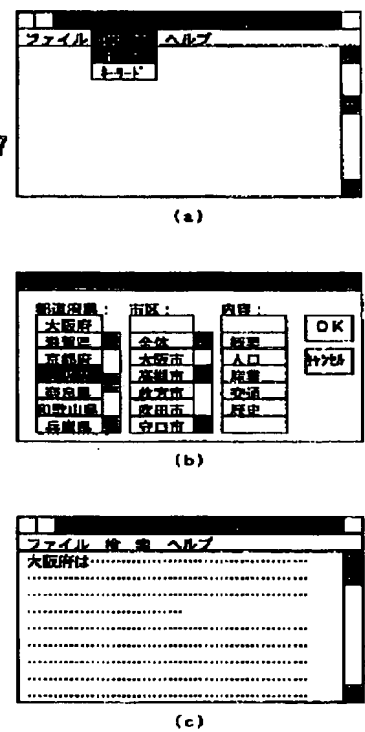 ファイル ヘルプ
キーワード
(a)
都道府県： 市区： 内容：
大阪府
OK
滋賀県 全体 概要
キャンセル
京都府 大阪市 人口
高槻市 産業
奈良県 枚方市 交通
和歌山県 吹田市 歴史
兵庫県 守口市
(b)
ファイル 検 索 ヘルプ
大阪府は
(c)